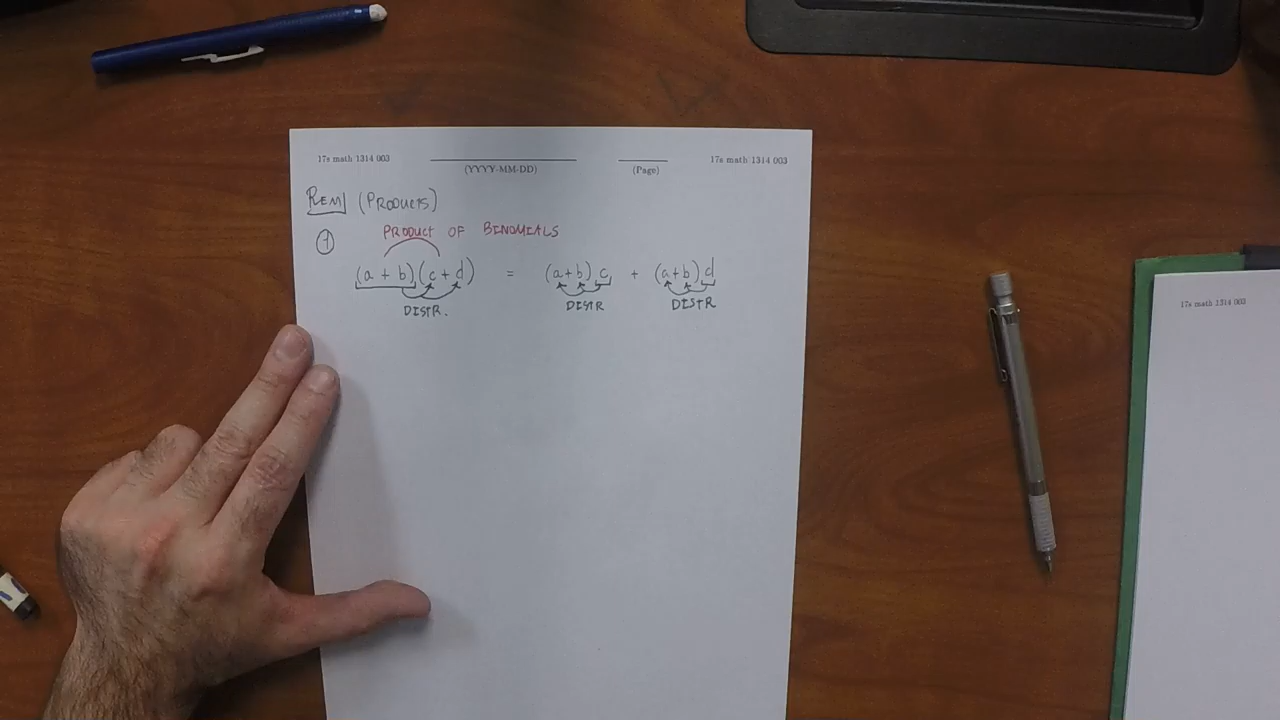 17s math 1314 003 (YYYY-MM-DD) (Page) 17s math 1314 003
REM (PRODUCTS)
① PRODUCT OF BINOMIALS
(a + b)(c + d) = (a+b) c + (a+b) d
DISTR. DISTR DISTR
17s math 1314 003